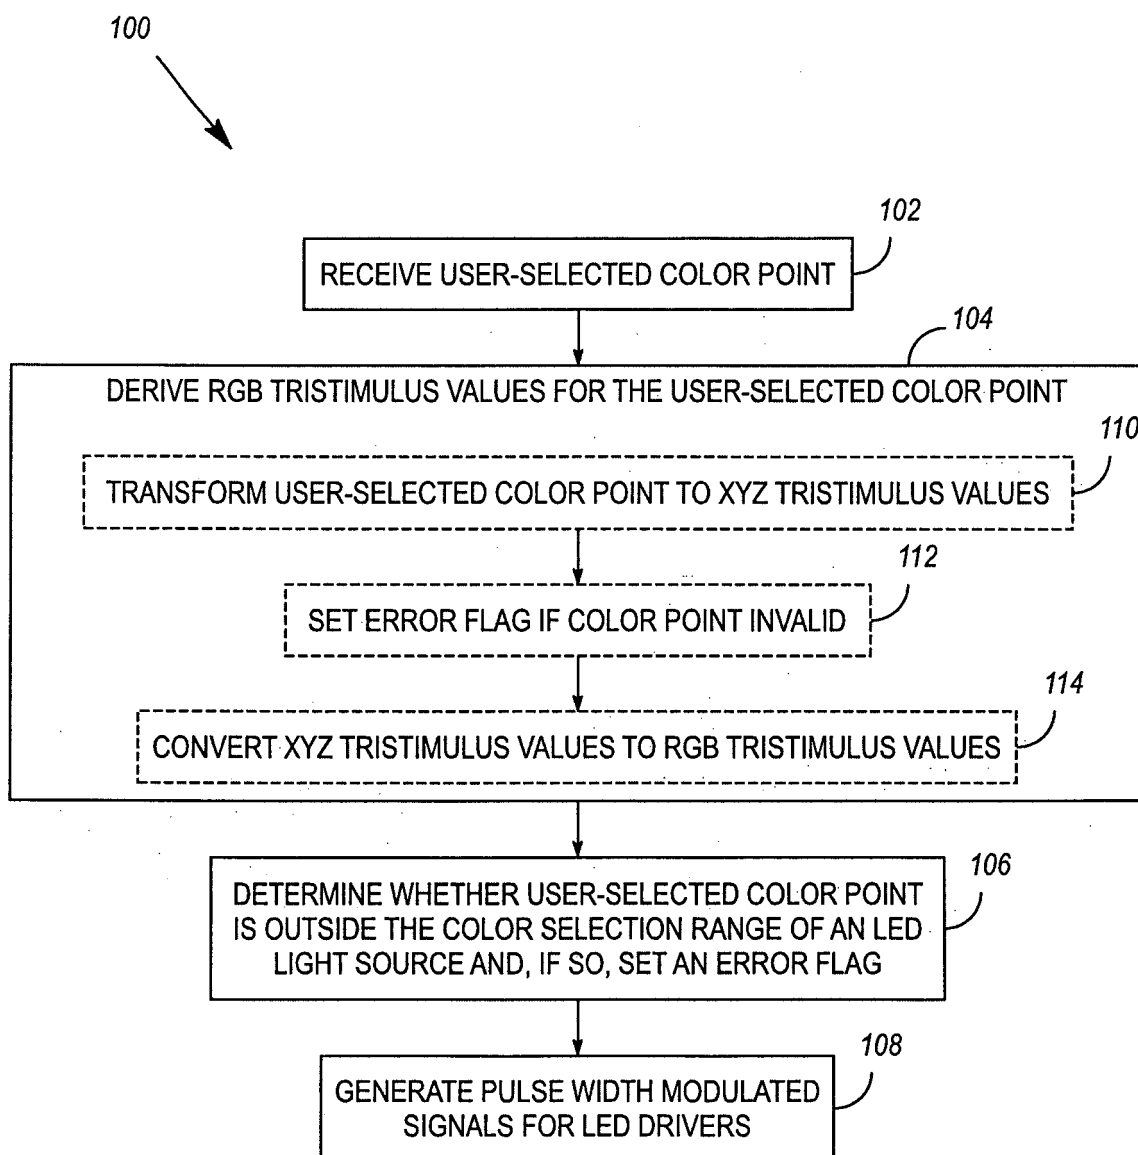 100
102
RECEIVE USER-SELECTED COLOR POINT
104
DERIVE RGB TRISTIMULUS VALUES FOR THE USER-SELECTED COLOR POINT
110
TRANSFORM USER-SELECTED COLOR POINT TO XYZ TRISTIMULUS VALUES
112
SET ERROR FLAG IF COLOR POINT INVALID
114
CONVERT XYZ TRISTIMULUS VALUES TO RGB TRISTIMULUS VALUES
106
DETERMINE WHETHER USER-SELECTED COLOR POINT
IS OUTSIDE THE COLOR SELECTION RANGE OF AN LED
LIGHT SOURCE AND, IF SO, SET AN ERROR FLAG
108
GENERATE PULSE WIDTH MODULATED
SIGNALS FOR LED DRIVERS